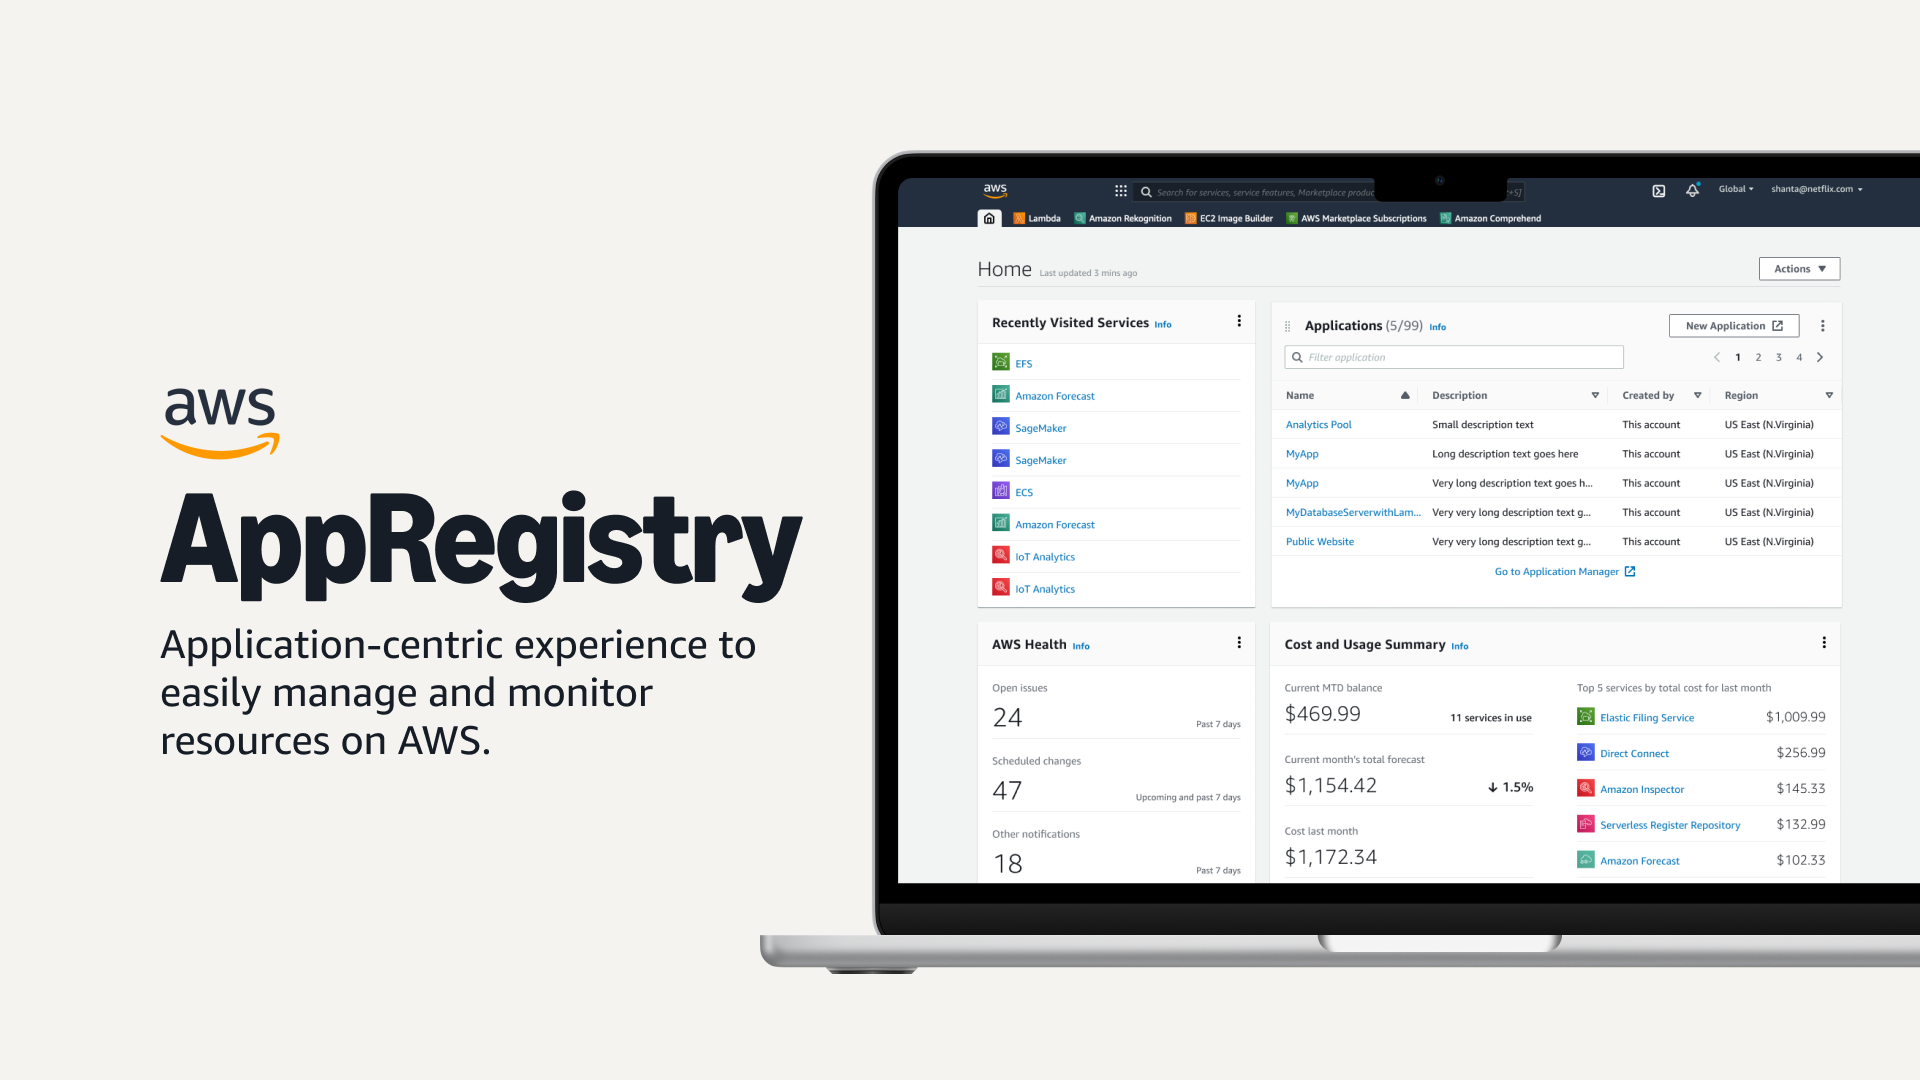 aws
AppRegistry
Application-centric experience to
easily manage and monitor
resources on AWS.
aws
Search for services, service features, Marketplace produc
+S]
Global
shanta@netflix.com
Lambda
Amazon Rekognition
EC2 Image Builder
AWS Marketplace Subscriptions
Amazon Comprehend
Home
Last updated 3 mins ago
Actions
Recently Visited Services Info
EFS
Amazon Forecast
SageMaker
SageMaker
ECS
Amazon Forecast
IoT Analytics
IoT Analytics
Applications (5/99) Info
New Application
Filter application
1 2 3 4
Name Description Created by Region
Analytics Pool Small description text This account US East (N.Virginia)
MyApp Long description text goes here This account US East (N.Virginia)
MyApp Very long description text goes h... This account US East (N.Virginia)
MyDatabaseServerwithLam... Very very long description text g... This account US East (N.Virginia)
Public Website Very very long description text g... This account US East (N.Virginia)
Go to Application Manager
AWS Health Info
Open issues
24 Past 7 days
Scheduled changes
47 Upcoming and past 7 days
Other notifications
18 Past 7 days
Cost and Usage Summary Info
Current MTD balance
$469.99 11 services in use
Current month's total forecast
$1,154.42 ↓ 1.5%
Cost last month
$1,172.34
Top 5 services by total cost for last month
Elastic Filing Service $1,009.99
Direct Connect $256.99
Amazon Inspector $145.33
Serverless Register Repository $132.99
Amazon Forecast $102.33